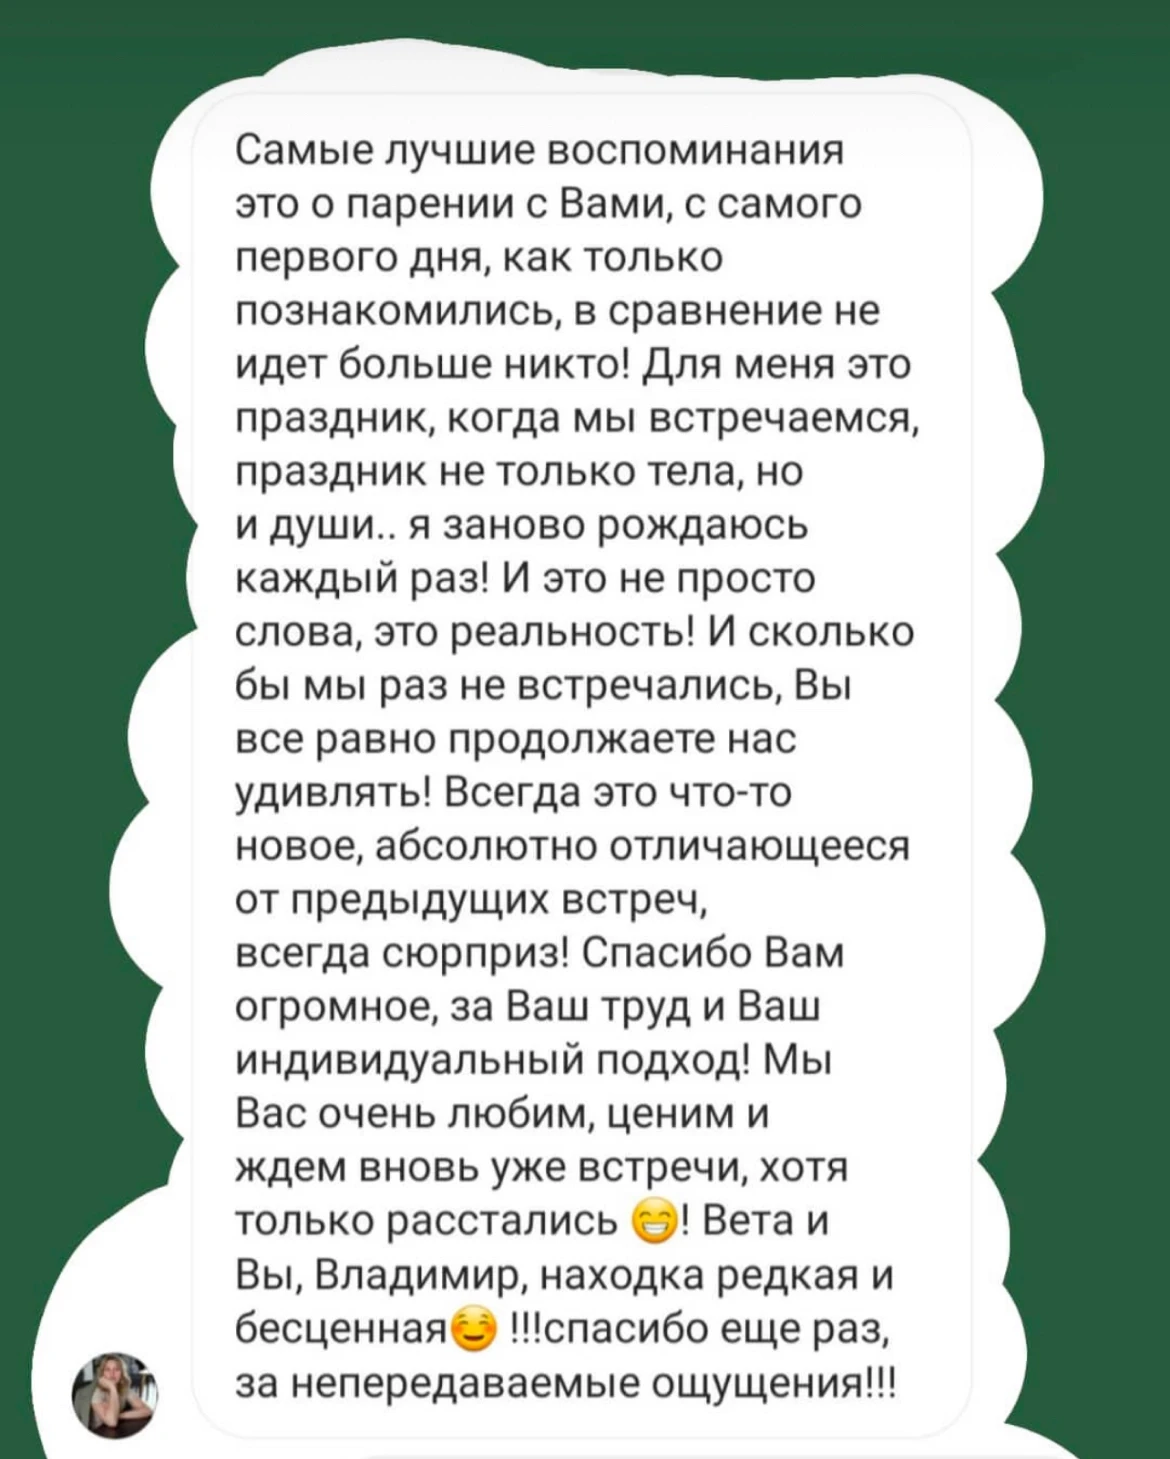 Самые лучшие воспоминания
это о парении с Вами, с самого
первого дня, как только
познакомились, в сравнение не
идет больше никто! Для меня это
праздник, когда мы встречаемся,
праздник не только тела, но
и души.. я заново рождаюсь
каждый раз! И это не просто
слова, это реальность! И сколько
бы мы раз не встречались, Вы
все равно продолжаете нас
удивлять! Всегда это что-то
новое, абсолютно отличающееся
от предыдущих встреч,
всегда сюрприз! Спасибо Вам
огромное, за Ваш труд и Ваш
индивидуальный подход! Мы
Вас очень любим, ценим и
ждем вновь уже встречи, хотя
только расстались 😁! Вета и
Вы, Владимир, находка редкая и
бесценная☺️ !!!спасибо еще раз,
за непередаваемые ощущения!!!